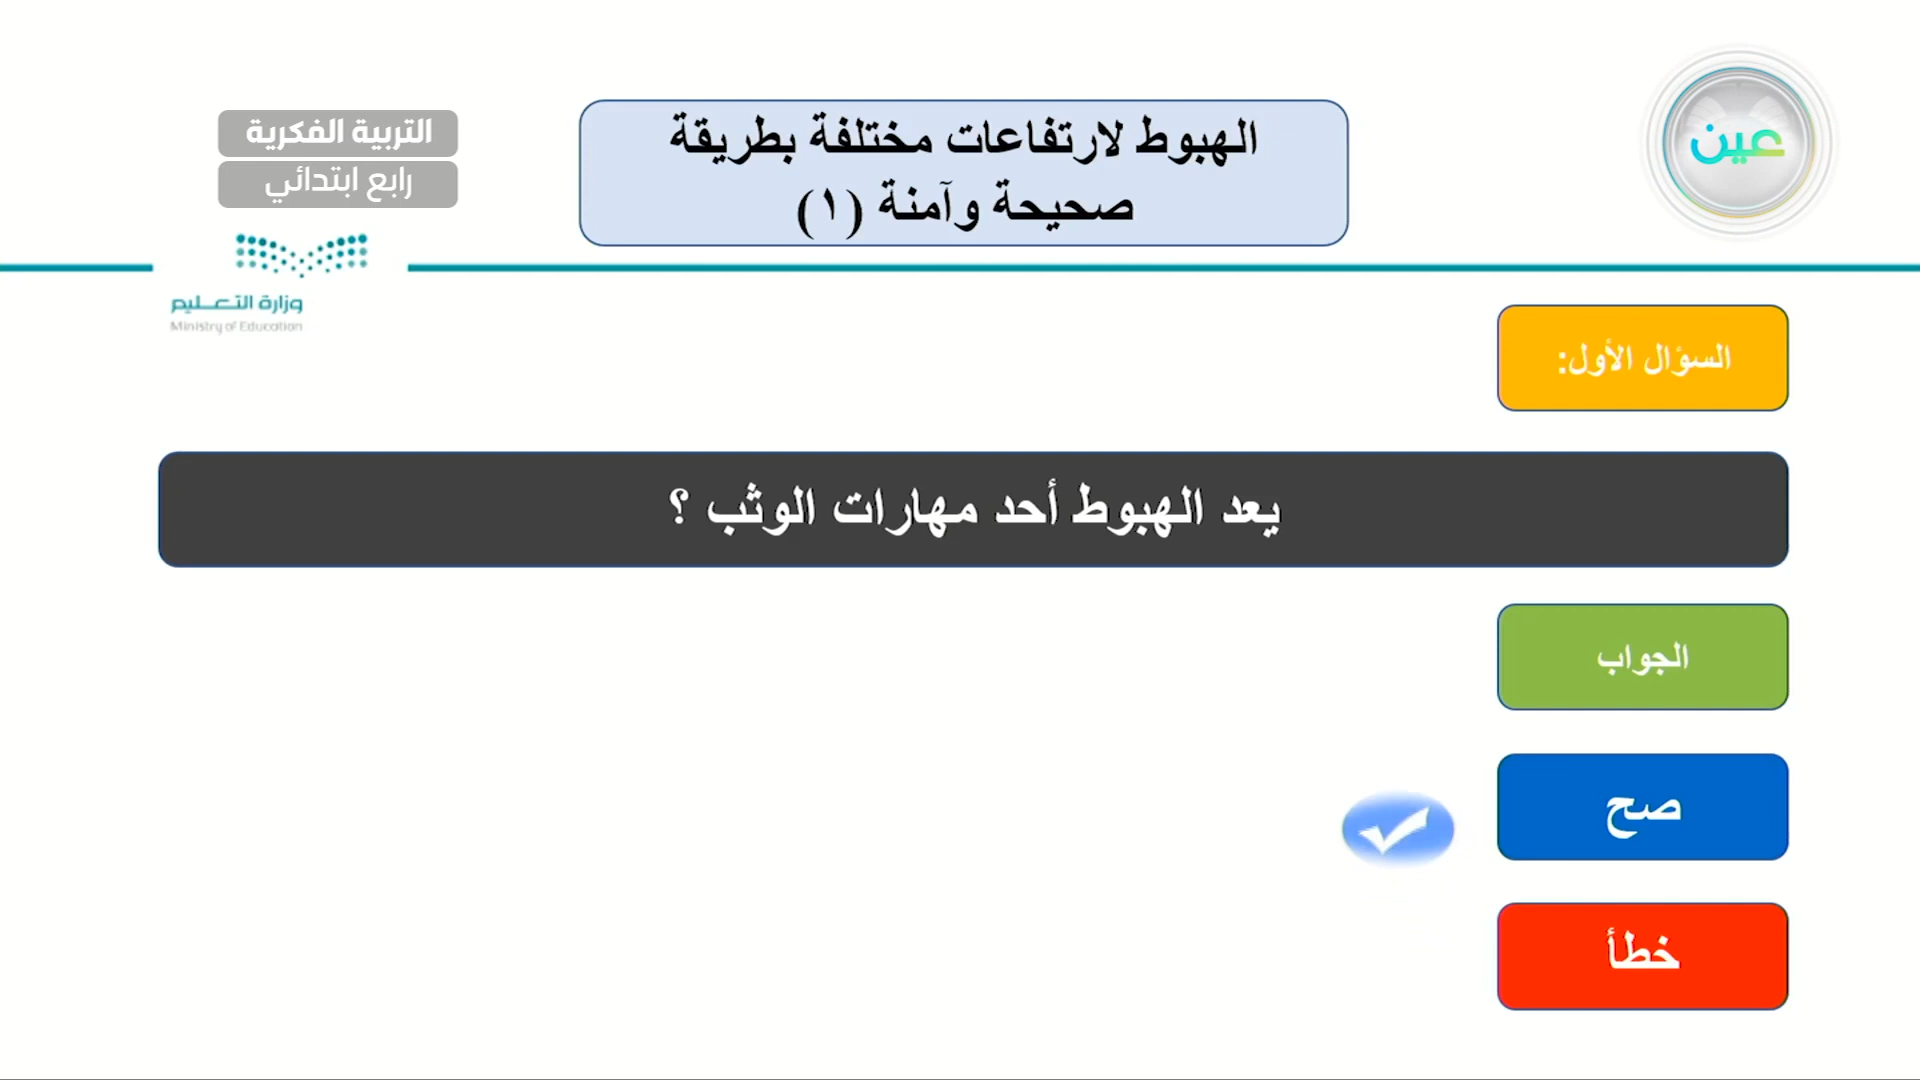 عين
الهبوط لارتفاعات مختلفة بطريقة
صحيحة وآمنة (١)
التربية الفكرية
رابع ابتدائي
وزارة التعليم
Ministry of Education
السؤال الأول:
يعد الهبوط أحد مهارات الوثب ؟
الجواب
صح
خطأ